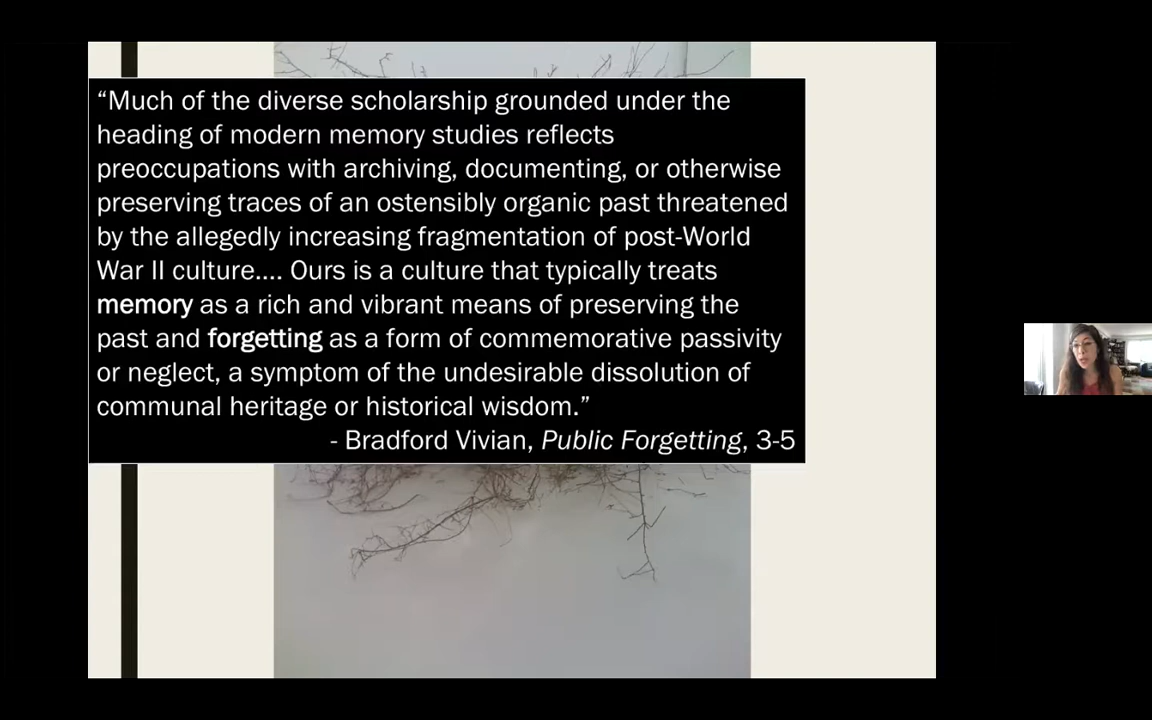 “Much of the diverse scholarship grounded under the
heading of modern memory studies reflects
preoccupations with archiving, documenting, or otherwise
preserving traces of an ostensibly organic past threatened
by the allegedly increasing fragmentation of post-World
War II culture.... Ours is a culture that typically treats
memory as a rich and vibrant means of preserving the
past and forgetting as a form of commemorative passivity
or neglect, a symptom of the undesirable dissolution of
communal heritage or historical wisdom.”
- Bradford Vivian, Public Forgetting, 3-5